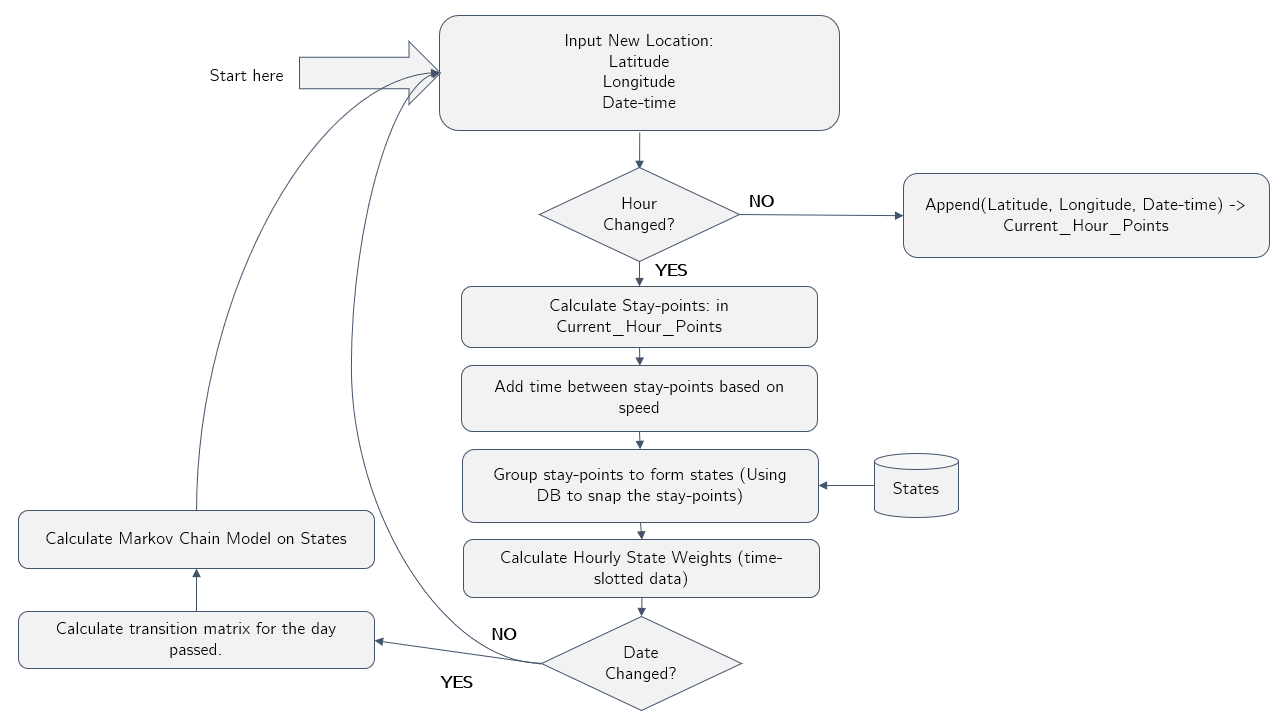 Input New Location:
Latitude
Longitude
Date-time
Start here
Hour
Changed?
NO
Append(Latitude, Longitude, Date-time) ->
Current_Hour_Points
YES
Calculate Stay-points: in
Current_Hour_Points
Add time between stay-points based on
speed
Group stay-points to form states (Using
DB to snap the stay-points)
States
Calculate Hourly State Weights (time-
slotted data)
Date
Changed?
NO
YES
Calculate transition matrix for the day
passed.
Calculate Markov Chain Model on States